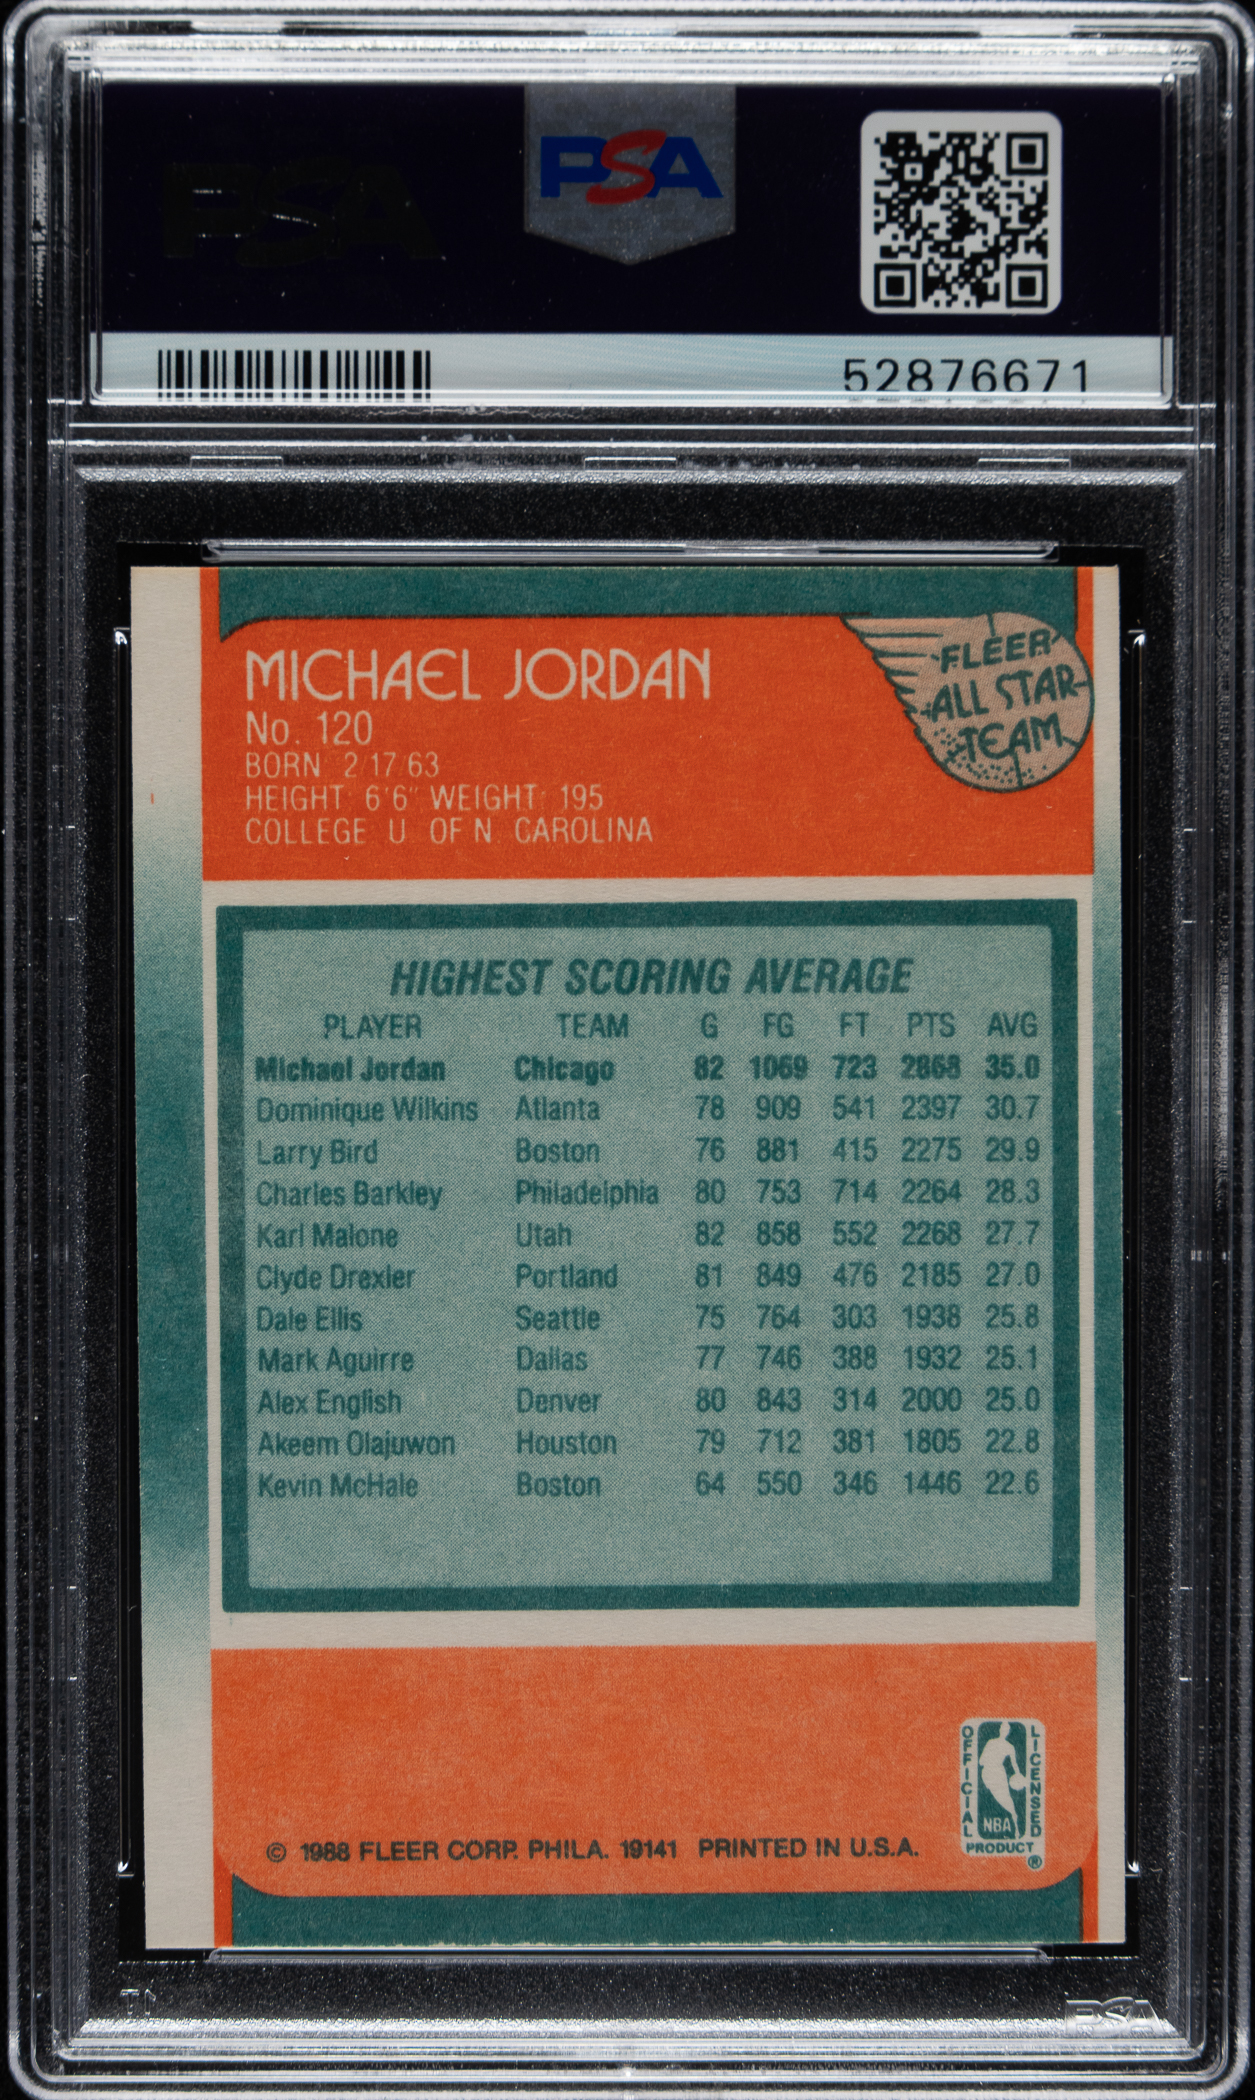 PSA
PSA
52876671
MICHAEL JORDAN
No. 120
BORN 2 17 63
HEIGHT: 6'6" WEIGHT: 195
COLLEGE U. OF N. CAROLINA
FLEER
ALL STAR
TEAM
HIGHEST SCORING AVERAGE
PLAYER TEAM G FG FT PTS AVG
Michael Jordan Chicago 82 1069 723 2868 35.0
Dominique Wilkins Atlanta 78 909 541 2397 30.7
Larry Bird Boston 76 881 415 2275 29.9
Charles Barkley Philadelphia 80 753 714 2264 28.3
Karl Malone Utah 82 858 552 2268 27.7
Clyde Drexler Portland 81 849 476 2185 27.0
Dale Ellis Seattle 75 764 303 1938 25.8
Mark Aguirre Dallas 77 746 388 1932 25.1
Alex English Denver 80 843 314 2000 25.0
Akeem Olajuwon Houston 79 712 381 1805 22.8
Kevin McHale Boston 64 550 346 1446 22.6
OFFICIAL
LICENSED
NBA
PRODUCT
®
© 1988 FLEER CORP. PHILA. 19141 PRINTED IN U.S.A.
PSA